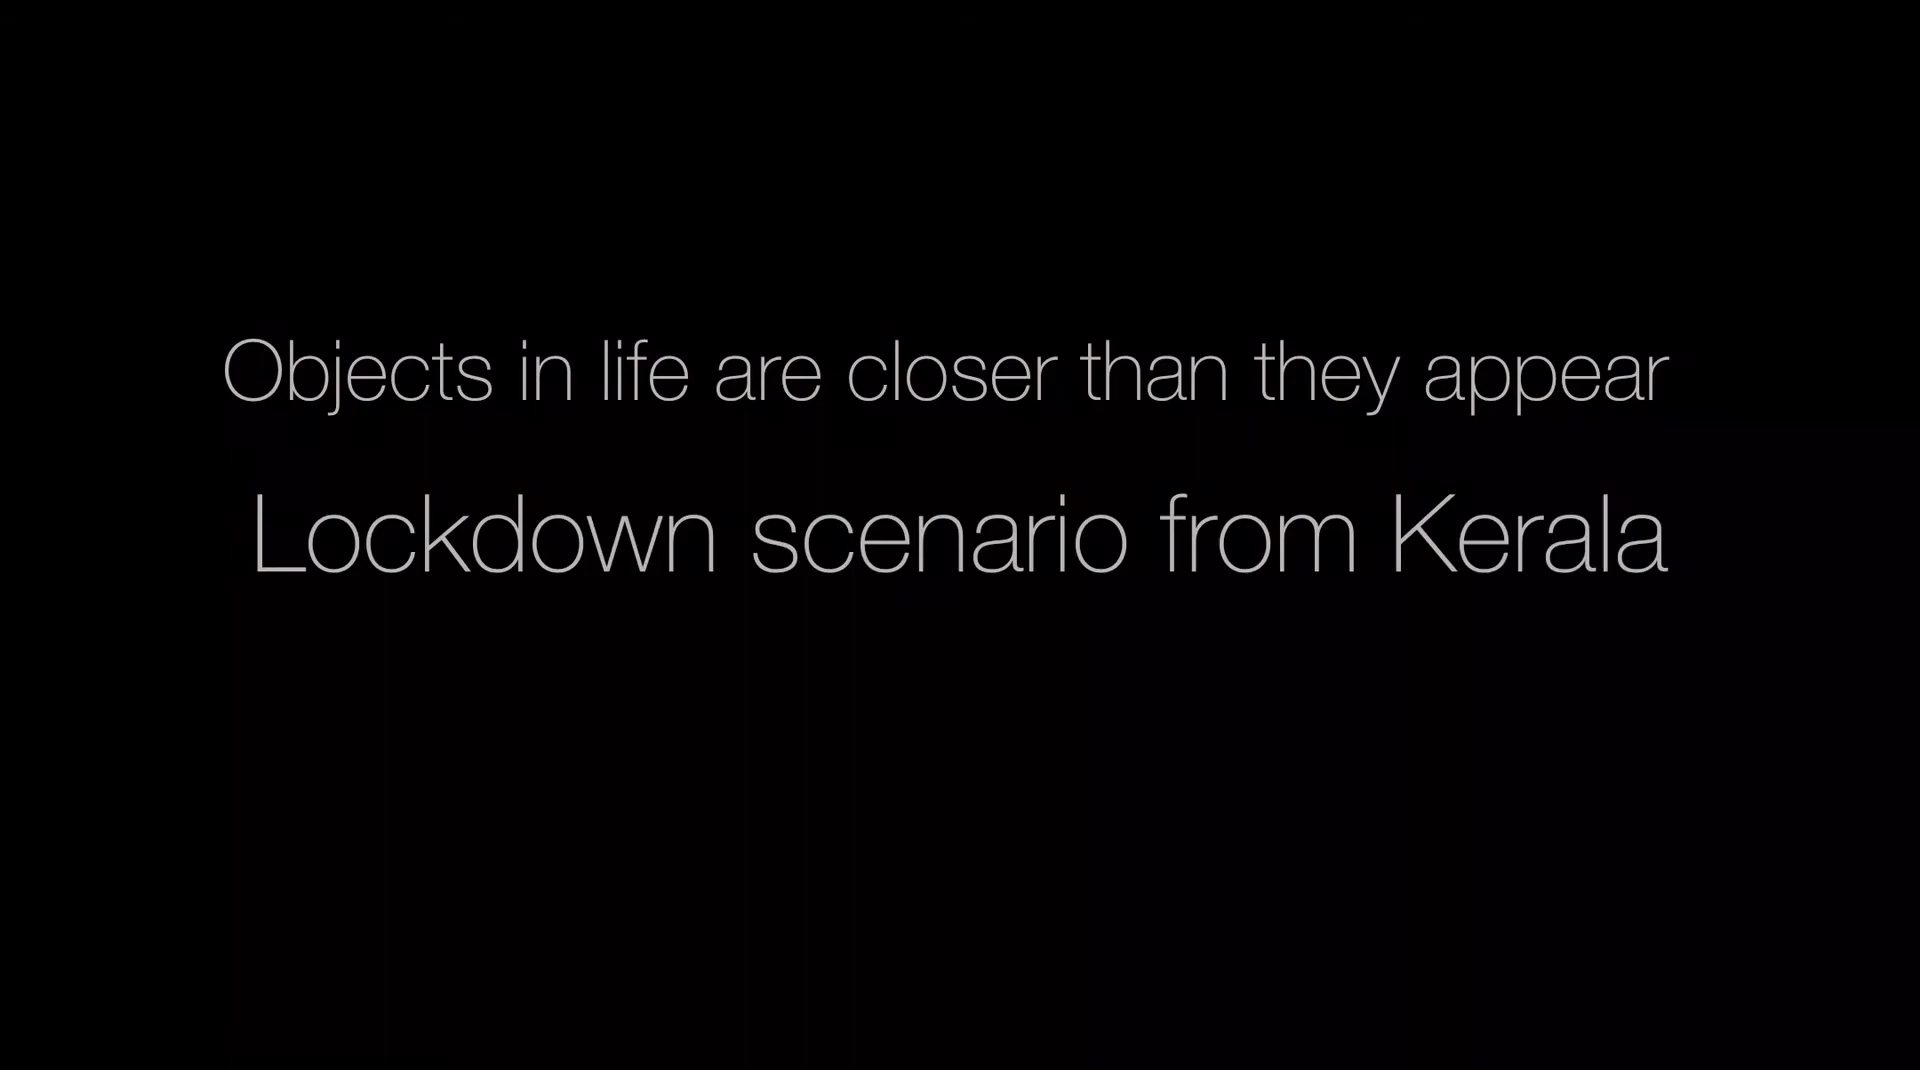 Objects in life are closer than they appear
Lockdown scenario from Kerala